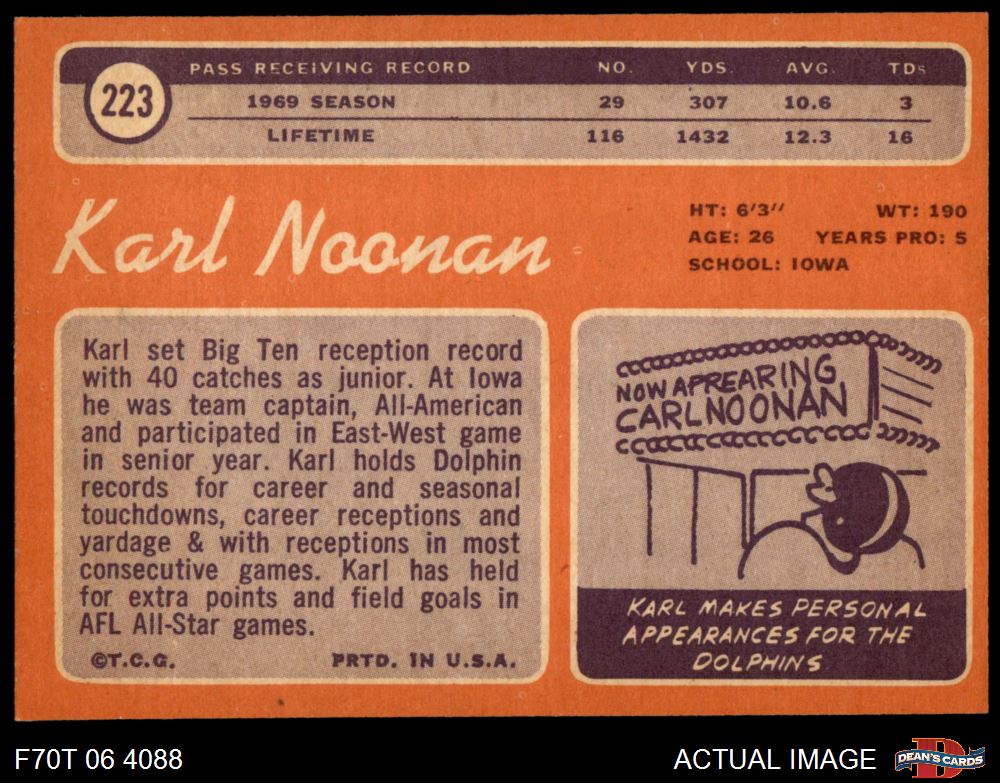 PASS RECEIVING RECORD NO. YDS. AVG. TDs
223
1969 SEASON 29 307 10.6 3
LIFETIME 116 1432 12.3 16
Karl Noonan
HT: 6'3" WT: 190
AGE: 26 YEARS PRO: 5
SCHOOL: IOWA
Karl set Big Ten reception record
with 40 catches as junior. At Iowa
he was team captain, All-American
and participated in East-West game
in senior year. Karl holds Dolphin
records for career and seasonal
touchdowns, career receptions and
yardage & with receptions in most
consecutive games. Karl has held
for extra points and field goals in
AFL All-Star games.
©T.C.G. PRTD. IN U.S.A.
NOW APREARING
CARL NOONAN
KARL MAKES PERSONAL
APPEARANCES FOR THE
DOLPHINS
F70T 06 4088
ACTUAL IMAGE
D
DEAN'S CARDS